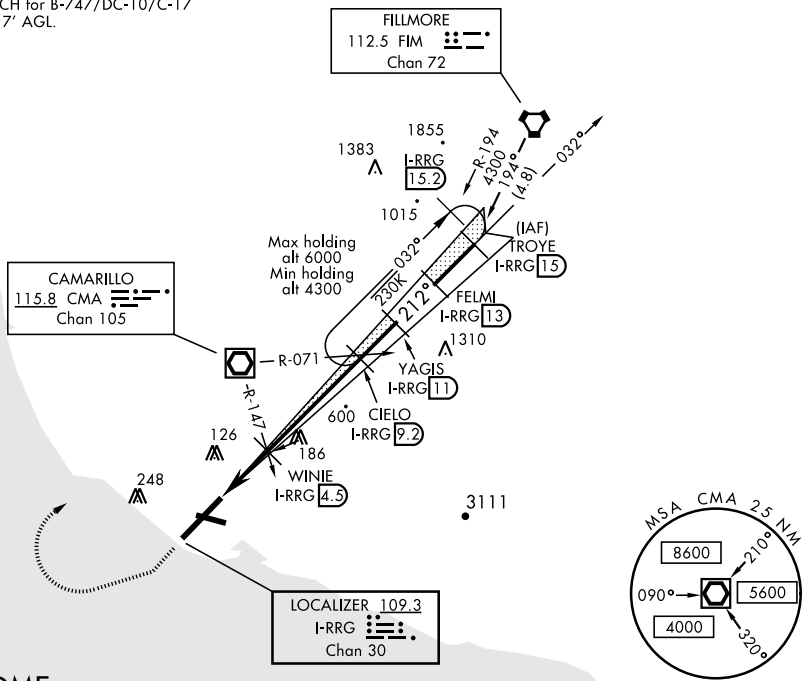 CH for B-747/DC-10/C-17
7' AGL.
FILLMORE
112.5 FIM
Chan 72
1855
1383
I-RRG
15.2
1015
R-194
4300
194°
(4.8)
032°
(IAF)
TROYE
I-RRG 15
Max holding
alt 6000
Min holding
alt 4300
032°
230K
212°
FELMI
I-RRG 13
CAMARILLO
115.8 CMA
Chan 105
1310
R-071
YAGIS
I-RRG 11
R-147
600
CIELO
I-RRG 9.2
126
186
WINIE
I-RRG 4.5
248
3111
MSA CMA 25 NM
8600
210°
090°
5600
4000
320°
LOCALIZER 109.3
I-RRG
Chan 30
OME